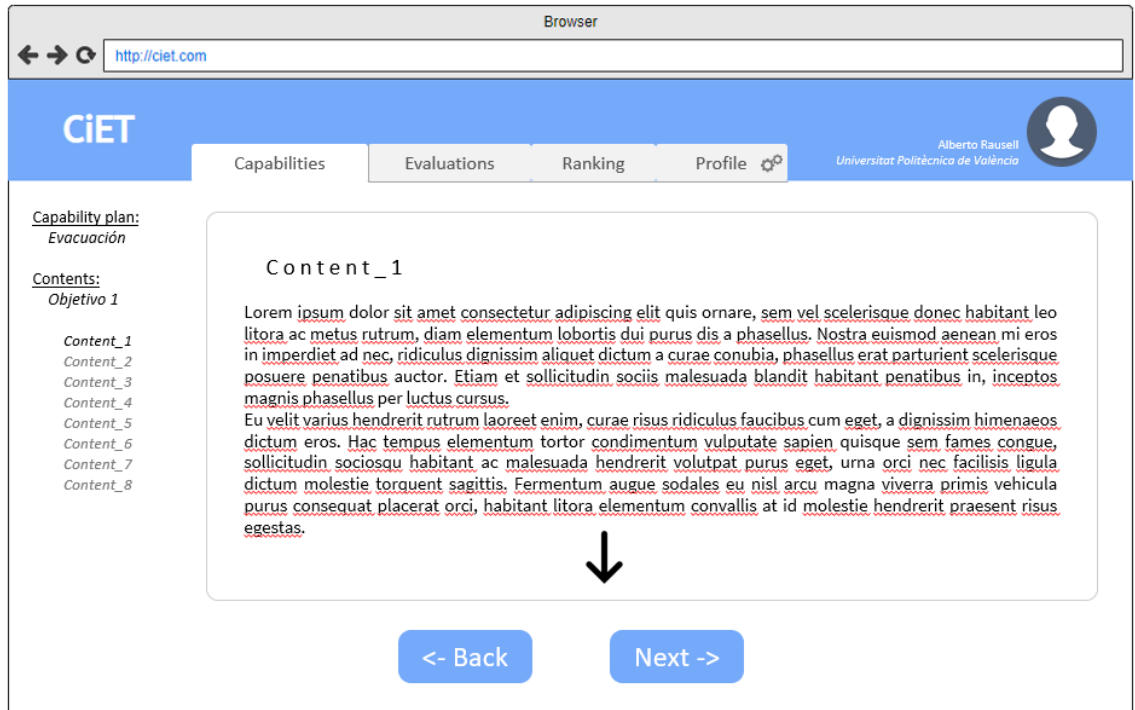 Browser
http://ciet.com
CiET
Capabilities
Evaluations
Ranking
Profile
Alberto Rausell
Universitat Politècnica de València
Capability plan:
Evacuación
Contents:
Objetivo 1
Content_1
Content_2
Content_3
Content_4
Content_5
Content_6
Content_7
Content_8
Content_1
Lorem ipsum dolor sit amet consectetur adipiscing elit quis ornare, sem vel scelerisque donec habitant leo
litora ac metus rutrum, diam elementum lobortis dui purus dis a phasellus. Nostra euismod aenean mi eros
in imperdiet ad nec, ridiculus dignissim aliquet dictum a curae conubia, phasellus erat parturient scelerisque
posuere penatibus auctor. Etiam et sollicitudin sociis malesuada blandit habitant penatibus in, inceptos
magnis phasellus per luctus cursus.
Eu velit varius hendrerit rutrum laoreet enim, curae risus ridiculus faucibus cum eget, a dignissim himenaeos
dictum eros. Hac tempus elementum tortor condimentum vulputate sapien quisque sem fames congue,
sollicitudin sociosqu habitant ac malesuada hendrerit volutpat purus eget, urna orci nec facilisis ligula
dictum molestie torquent sagittis. Fermentum augue sodales eu nisl arcu magna viverra primis vehicula
purus consequat placerat orci, habitant litora elementum convallis at id molestie hendrerit praesent risus
egestas.
<- Back
Next ->